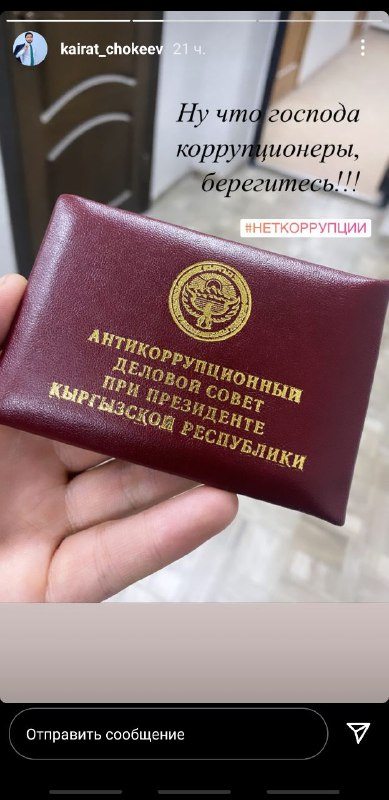 kairat_chokeev 21 ч.
Ну что господа
коррупционеры,
берегитесь!!!
#НЕТКОРРУПЦИИ
АНТИКОРРУПЦИОННЫЙ
ДЕЛОВОЙ СОВЕТ
ПРИ ПРЕЗИДЕНТЕ
КЫРГЫЗСКОЙ РЕСПУБЛИКИ
Отправить сообщение